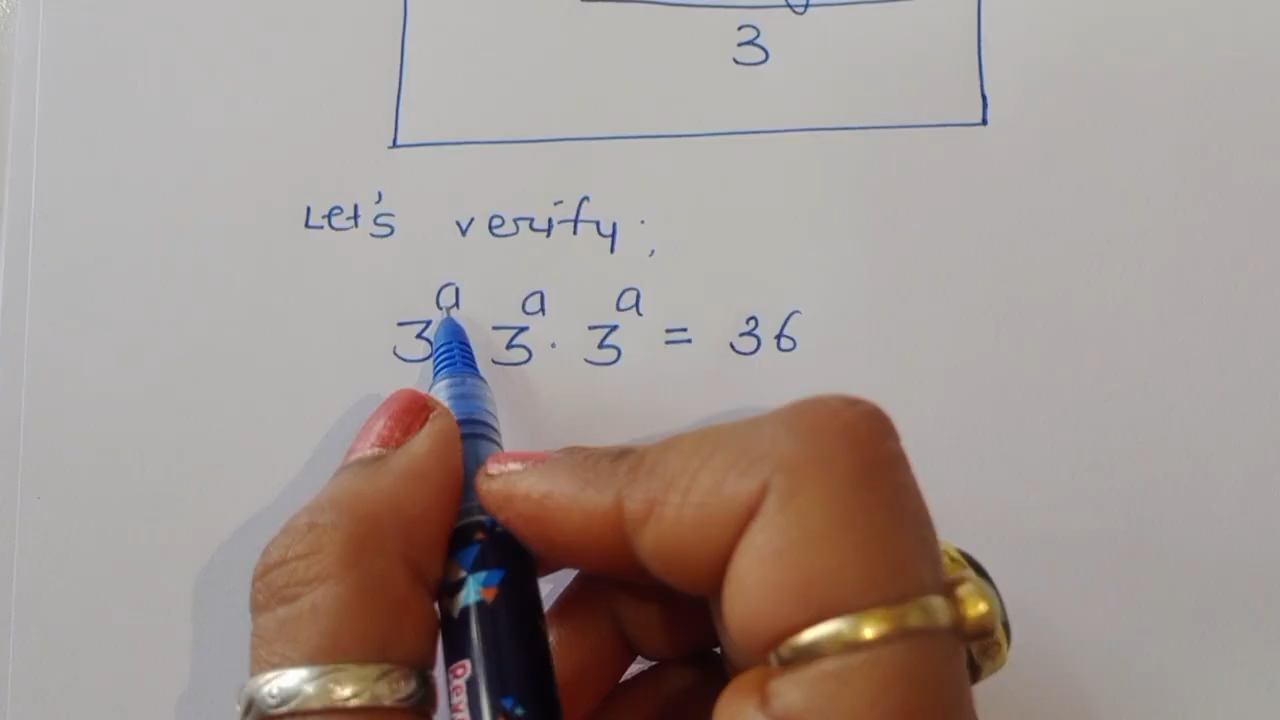 3
Let's verify;
3^a 3^a · 3^a = 36